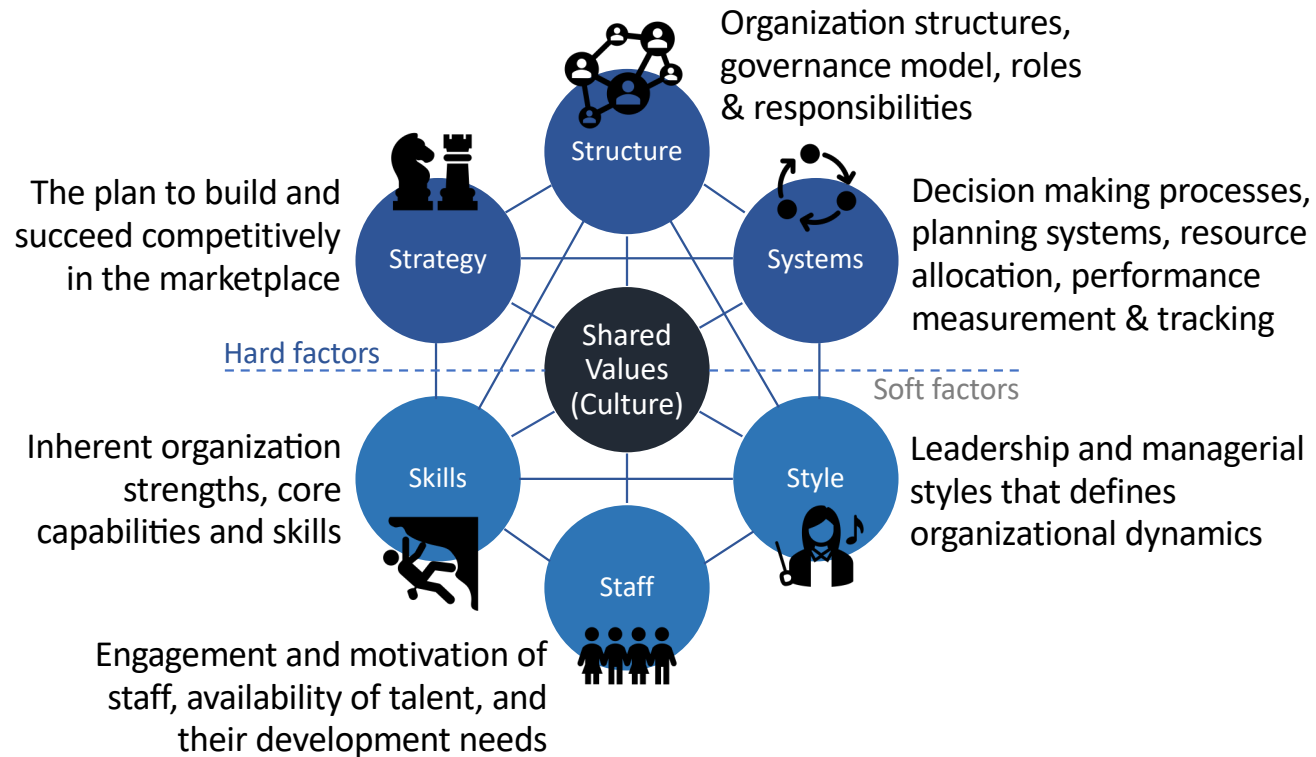 Organization structures,
governance model, roles
& responsibilities
Structure
The plan to build and
succeed competitively
in the marketplace
Strategy
Systems
Decision making processes,
planning systems, resource
allocation, performance
measurement & tracking
Shared
Values
(Culture)
Hard factors
Soft factors
Inherent organization
strengths, core
capabilities and skills
Skills
Style
Leadership and managerial
styles that defines
organizational dynamics
Staff
Engagement and motivation of
staff, availability of talent, and
their development needs